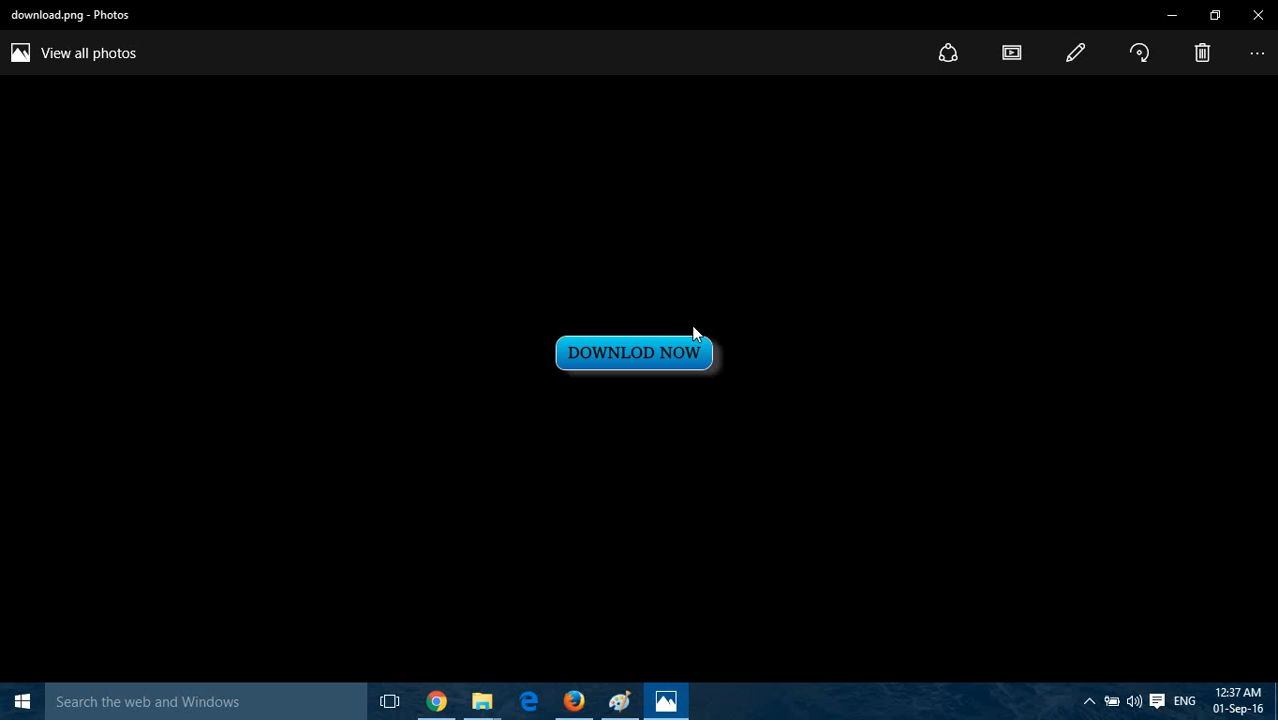 download.png - Photos
View all photos
DOWNLOD NOW
Search the web and Windows
ENG
12:37 AM
01-Sep-16